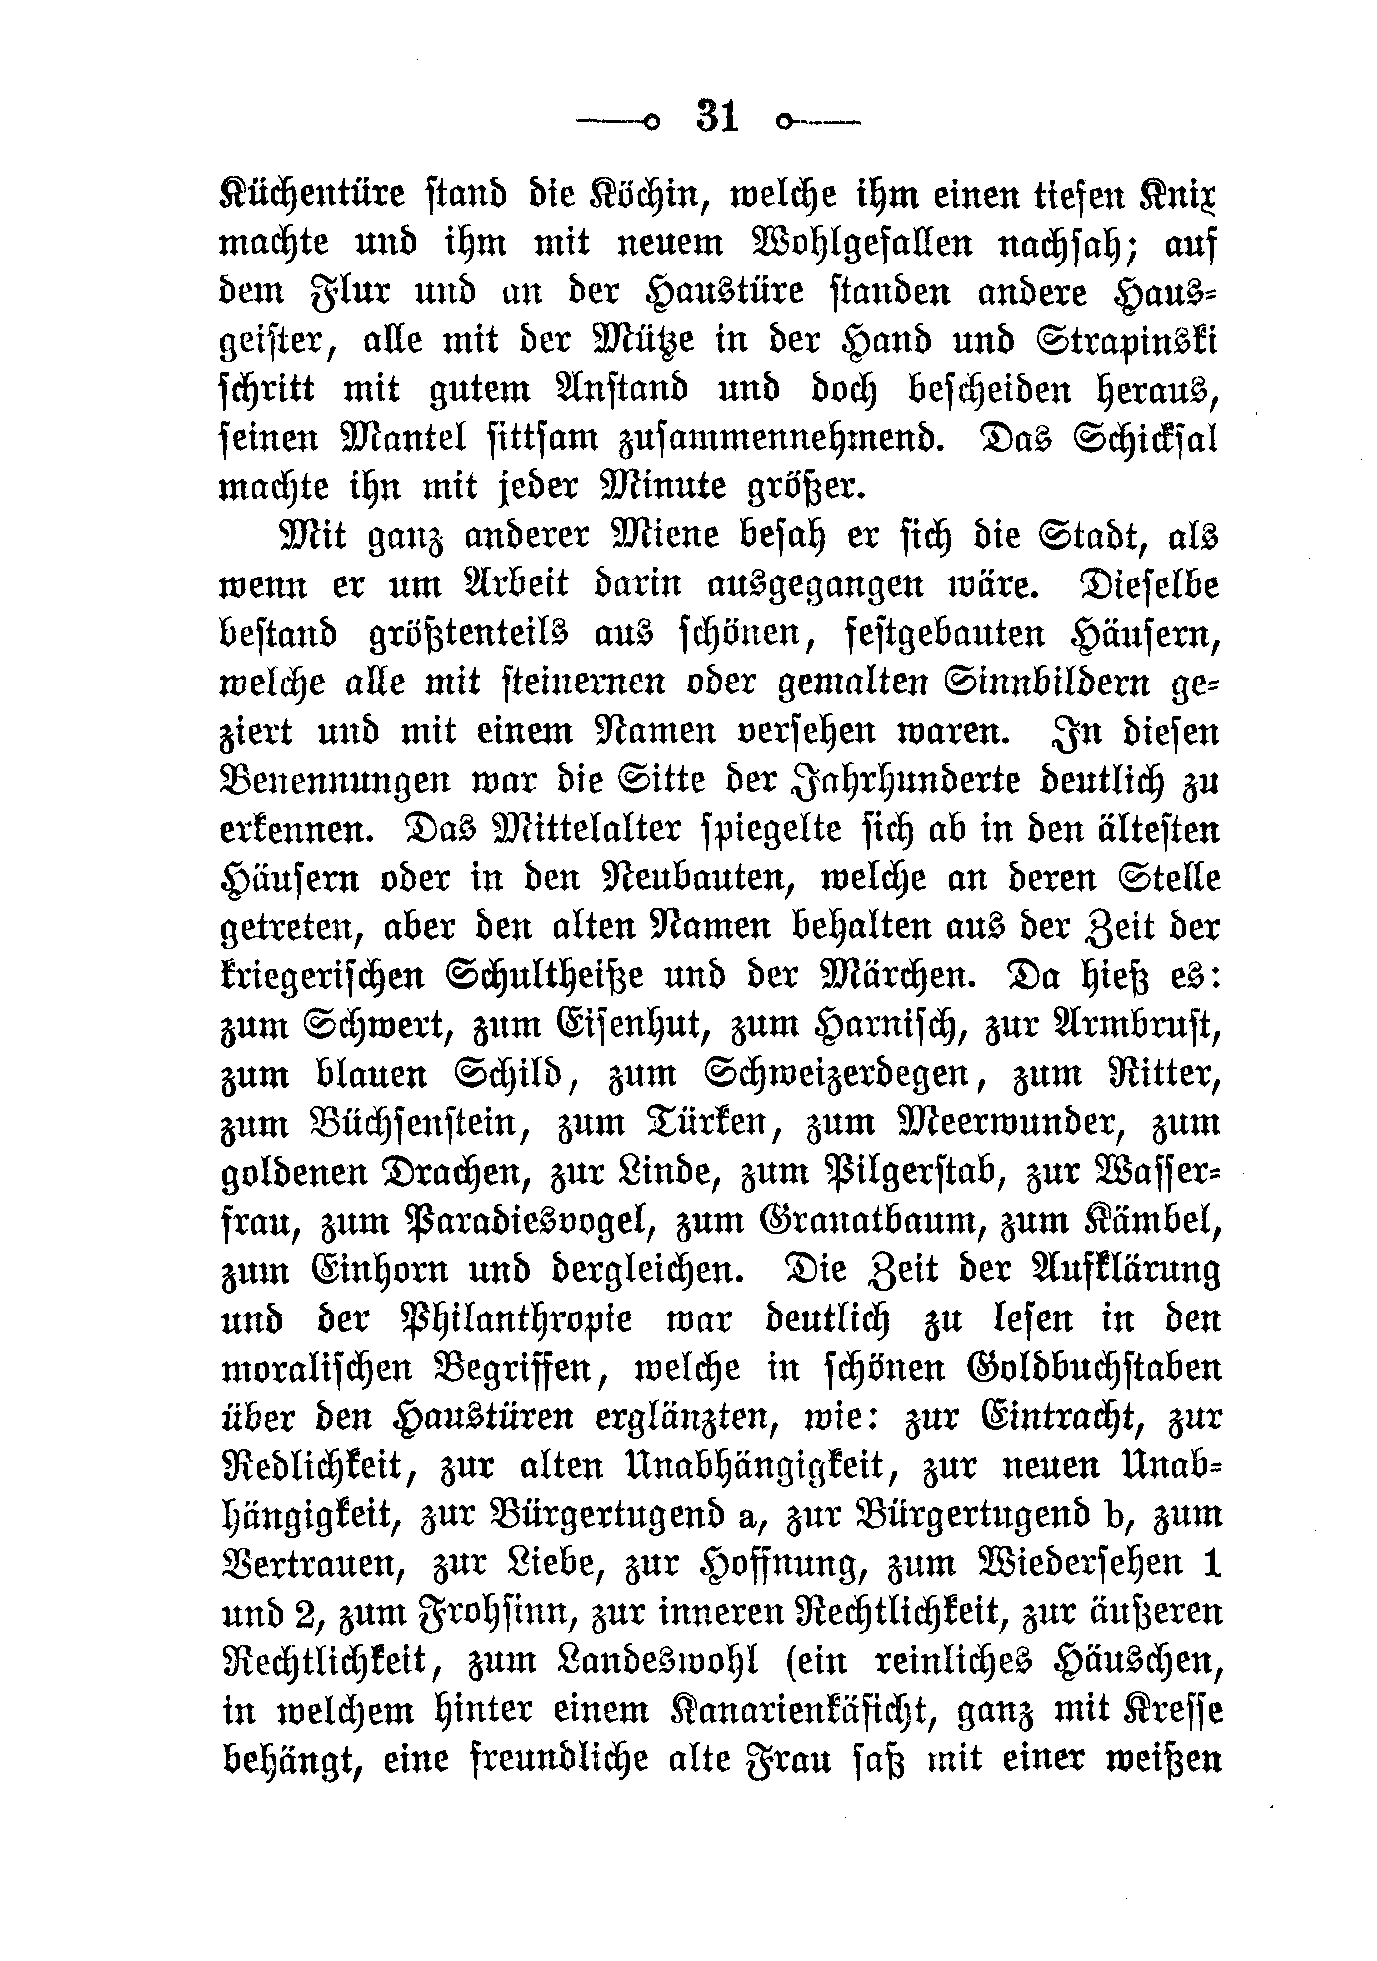 31
Küchentüre stand die Köchin, welche ihm einen tiefen Knix
machte und ihm mit neuem Wohlgefallen nachsah; auf
dem Flur und an der Haustüre standen andere Haus-
geister, alle mit der Mütze in der Hand und Strapinski
schritt mit gutem Anstand und doch bescheiden heraus,
seinen Mantel sittsam zusammennehmend. Das Schicksal
machte ihn mit jeder Minute größer.
Mit ganz anderer Miene besah er sich die Stadt, als
wenn er um Arbeit darin ausgegangen wäre. Dieselbe
bestand größtenteils aus schönen, festgebauten Häusern,
welche alle mit steinernen oder gemalten Sinnbildern ge-
ziert und mit einem Namen versehen waren. In diesen
Benennungen war die Sitte der Jahrhunderte deutlich zu
erkennen. Das Mittelalter spiegelte sich ab in den ältesten
Häusern oder in den Neubauten, welche an deren Stelle
getreten, aber den alten Namen behalten aus der Zeit der
kriegerischen Schultheiße und der Märchen. Da hieß es:
zum Schwert, zum Eisenhut, zum Harnisch, zur Armbrust,
zum blauen Schild, zum Schweizerdegen, zum Ritter,
zum Büchsenstein, zum Türken, zum Meerwunder, zum
goldenen Drachen, zur Linde, zum Pilgerstab, zur Wasser-
frau, zum Paradiesvogel, zum Granatbaum, zum Kämbel,
zum Einhorn und dergleichen. Die Zeit der Aufklärung
und der Philanthropie war deutlich zu lesen in den
moralischen Begriffen, welche in schönen Goldbuchstaben
über den Haustüren erglänzten, wie: zur Eintracht, zur
Redlichkeit, zur alten Unabhängigkeit, zur neuen Unab-
hängigkeit, zur Bürgertugend a, zur Bürgertugend b, zum
Vertrauen, zur Liebe, zur Hoffnung, zum Wiedersehen 1
und 2, zum Frohsinn, zur inneren Rechtlichkeit, zur äußeren
Rechtlichkeit, zum Landeswohl (ein reinliches Häuschen,
in welchem hinter einem Kanarienkäficht, ganz mit Kresse
behängt, eine freundliche alte Frau saß mit einer weißen